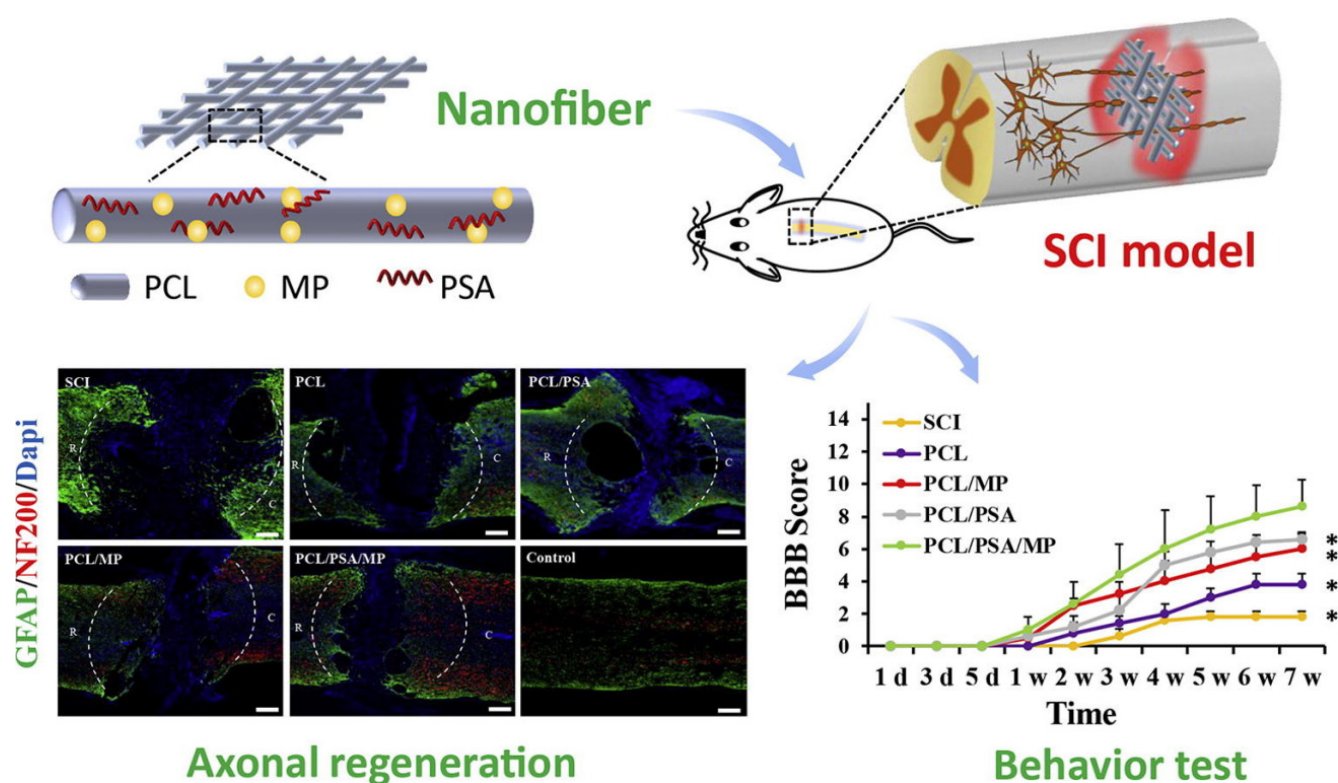 Nanofiber
PCL
MP
PSA
SCI model
GFAP/NF200/Dapi
SCI
R
C
PCL
R
C
PCL/PSA
R
C
PCL/MP
R
C
PCL/PSA/MP
R
C
Control
Axonal regeneration
BBB Score
14
12
10
8
6
4
2
0
SCI
PCL
PCL/MP
PCL/PSA
PCL/PSA/MP
*
*
*
*
1 d 3 d 5 d 1 w 2 w 3 w 4 w 5 w 6 w 7 w
Time
Behavior test